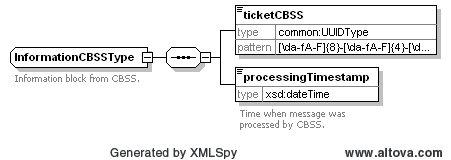 ticketCBSS
type common:UUIDType
pattern [\da-fA-F]{8}-[\da-fA-F]{4}-[\d...
InformationCBSSType
Information block from CBSS.
processingTimestamp
type xsd:dateTime
Time when message was
processed by CBSS.
Generated by XMLSpy www.altova.com